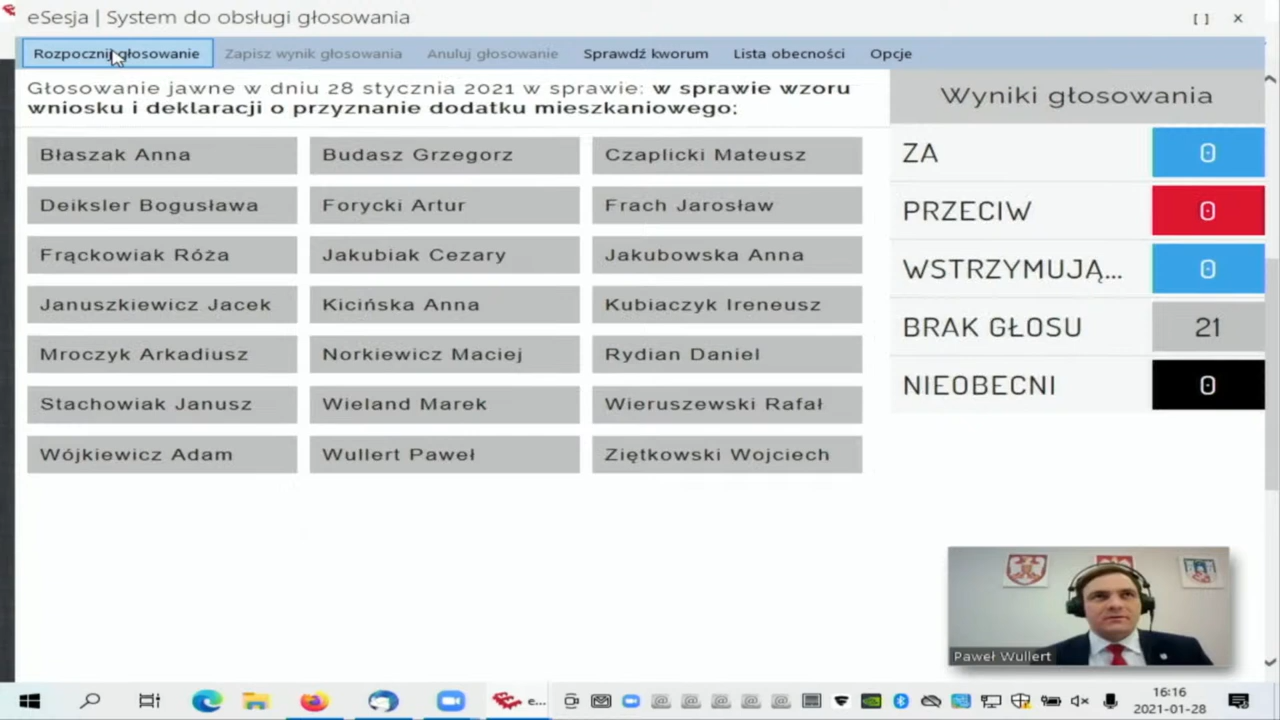 eSesja | System do obsługi głosowania
Rozpocznij głosowanie Zapisz wynik głosowania Anuluj głosowanie Sprawdź kworum Lista obecności Opcje
Głosowanie jawne w dniu 28 stycznia 2021 w sprawie: w sprawie wzoru
wniosku i deklaracji o przyznanie dodatku mieszkaniowego;
Wyniki głosowania
Błaszak Anna Budasz Grzegorz Czaplicki Mateusz
ZA 0
Deiksler Bogusława Forycki Artur Frach Jarosław
PRZECIW 0
Frąckowiak Róża Jakubiak Cezary Jakubowska Anna
WSTRZYMUJĄ... 0
Januszkiewicz Jacek Kicińska Anna Kubiaczyk Ireneusz
BRAK GŁOSU 21
Mroczyk Arkadiusz Norkiewicz Maciej Rydian Daniel
NIEOBECNI 0
Stachowiak Janusz Wieland Marek Wieruszewski Rafał
Wójkiewicz Adam Wullert Paweł Ziętkowski Wojciech
Paweł Wullert
e...
16:16
2021-01-28